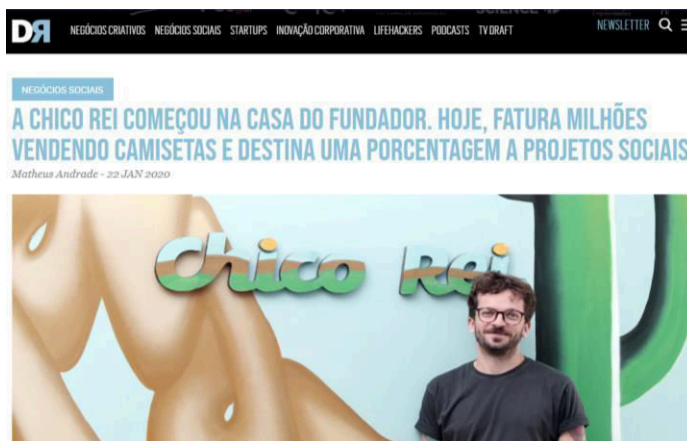 DR
NEGÓCIOS CRIATIVOS NEGÓCIOS SOCIAIS STARTUPS INOVAÇÃO CORPORATIVA LIFEHACKERS PODCASTS TV DRAFT
NEWSLETTER
NEGÓCIOS SOCIAIS
A CHICO REI COMEÇOU NA CASA DO FUNDADOR. HOJE, FATURA MILHÕES
VENDENDO CAMISETAS E DESTINA UMA PORCENTAGEM A PROJETOS SOCIAIS
Matheus Andrade - 22 JAN 2020
Chico Rei